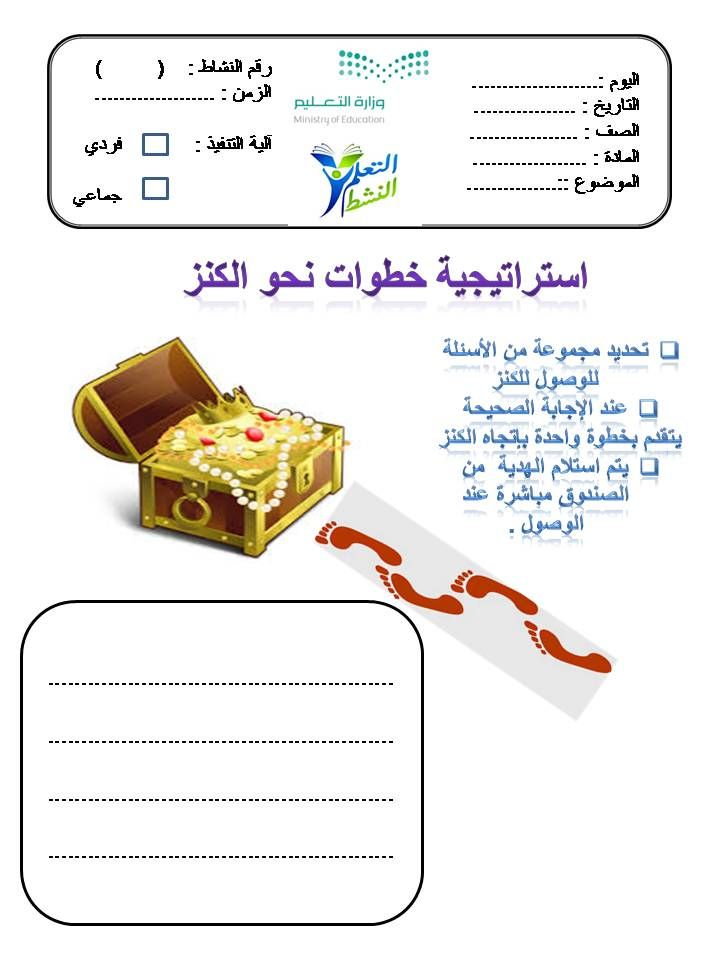 اليوم :.....................
التاريخ : .................
الصف : ..................
المادة : ...................
الموضوع :-.................
وزارة التعـــليم
Ministry of Education
التعلم
النشط
رقم النشاط : ( )
الزمن : ....................
آلية التنفيذ : فردي
جماعي
استراتيجية خطوات نحو الكنز
تحديد مجموعة من الأسئلة
للوصول للكنز
عند الإجابة الصحيحة
يتقدم بخطوة واحدة باتجاه الكنز
يتم استلام الهدية من
الصندوق مباشرة عند
الوصول .